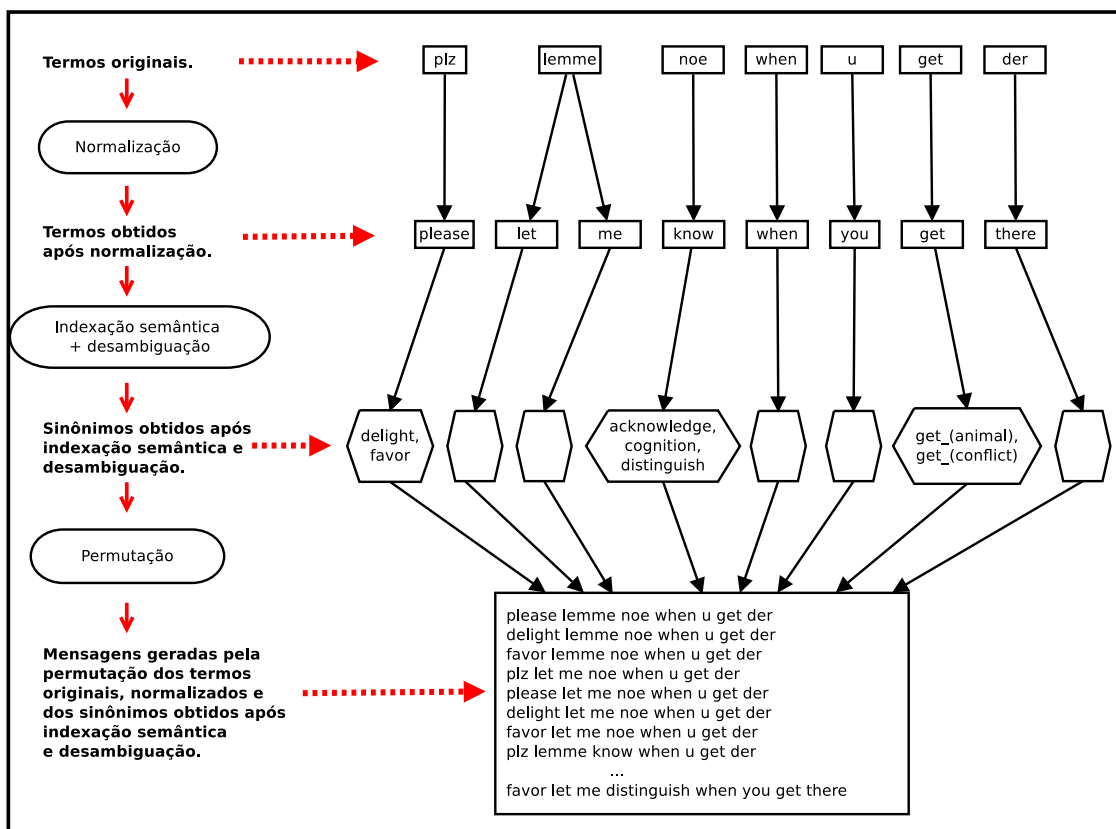 Termos originais.
plz
lemme
noe
when
u
get
der
Normalização
Termos obtidos
após normalização.
please
let
me
know
when
you
get
there
Indexação semântica
+ desambiguação
Sinônimos obtidos após
indexação semântica e
desambiguação.
delight,
favor
acknowledge,
cognition,
distinguish
get_(animal),
get_(conflict)
Permutação
Mensagens geradas pela
permutação dos termos
originais, normalizados e
dos sinônimos obtidos após
indexação semântica
e desambiguação.
please lemme noe when u get der
delight lemme noe when u get der
favor lemme noe when u get der
plz let me noe when u get der
please let me noe when u get der
delight let me noe when u get der
favor let me noe when u get der
plz lemme know when u get der
...
favor let me distinguish when you get there